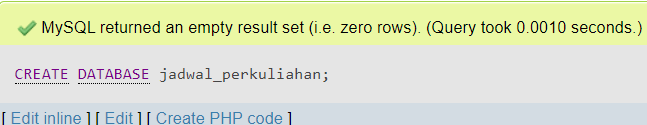 MySQL returned an empty result set (i.e. zero rows). (Query took 0.0010 seconds.)
CREATE DATABASE jadwal_perkuliahan;
[ Edit inline ] [ Edit ] [ Create PHP code ]